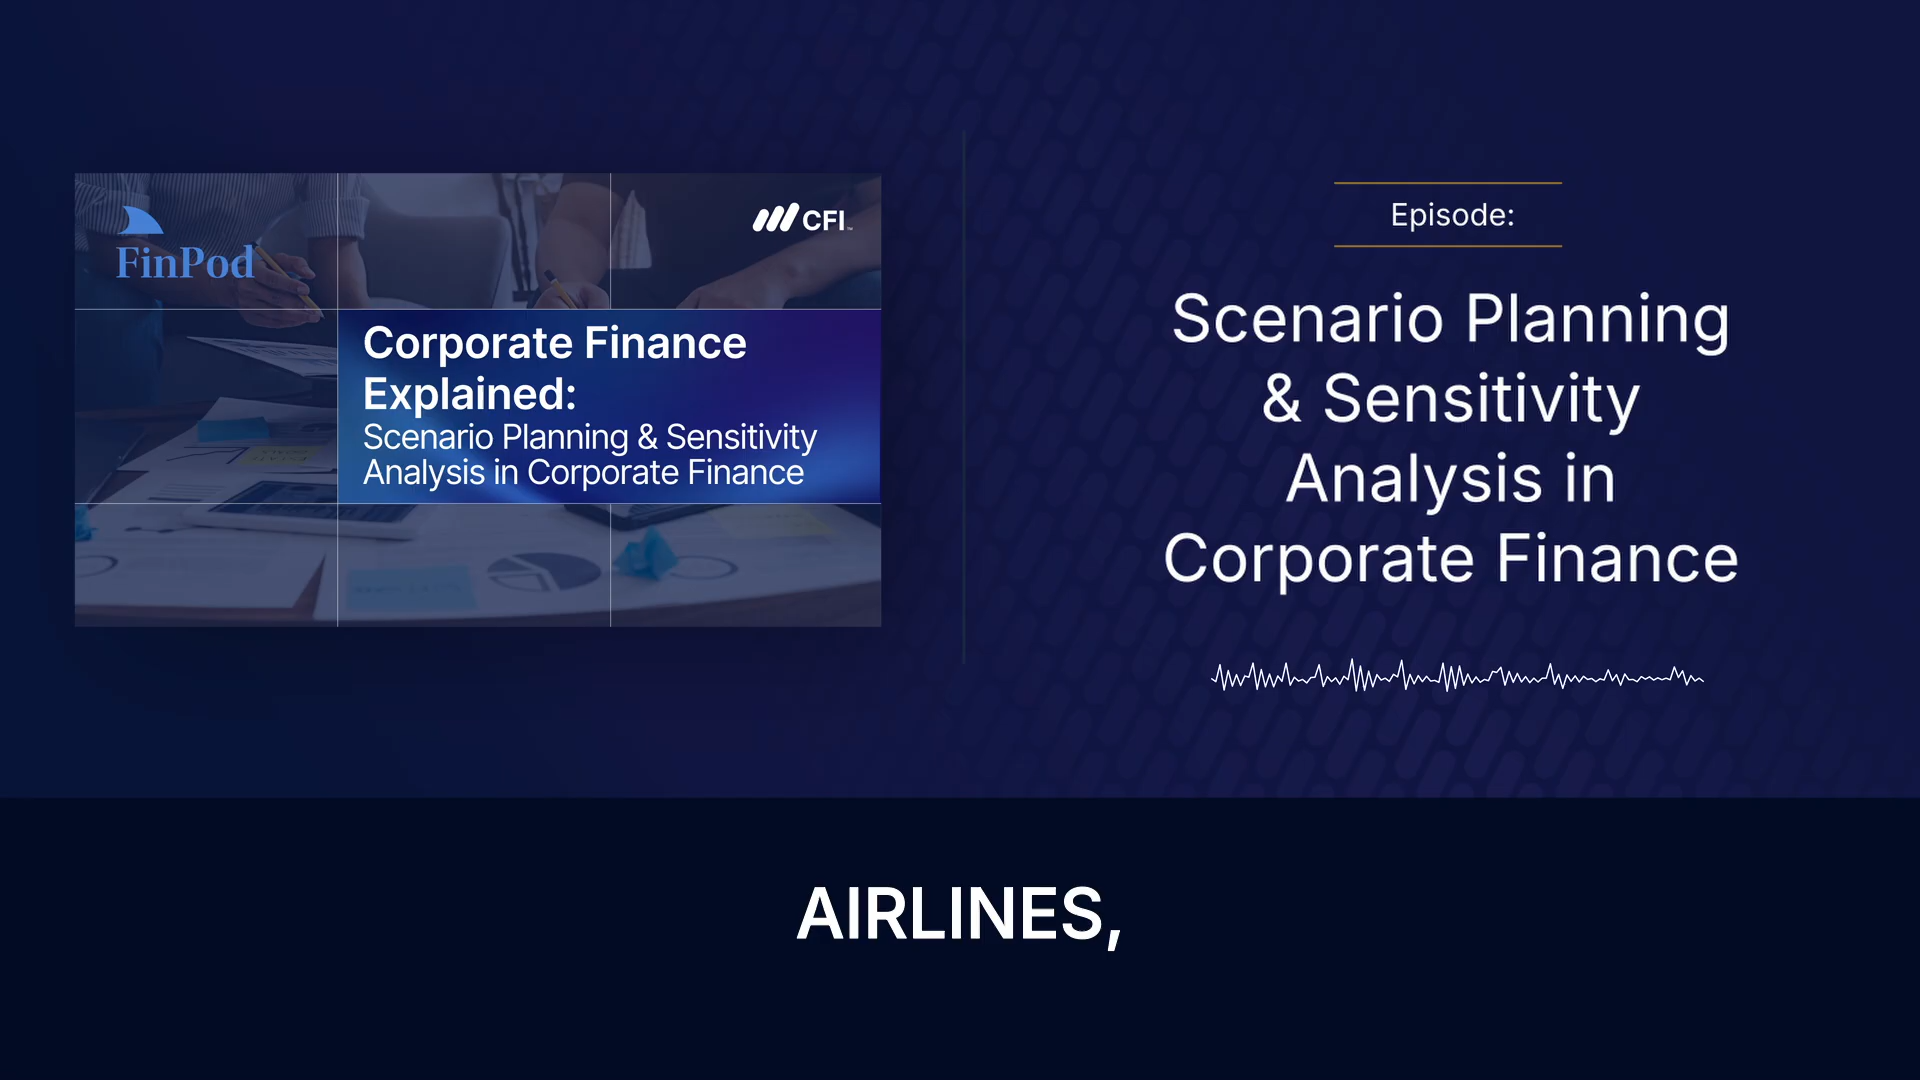 FinPod
CFI
Corporate Finance
Explained:
Scenario Planning & Sensitivity
Analysis in Corporate Finance
Episode:
Scenario Planning
& Sensitivity
Analysis in
Corporate Finance
AIRLINES,